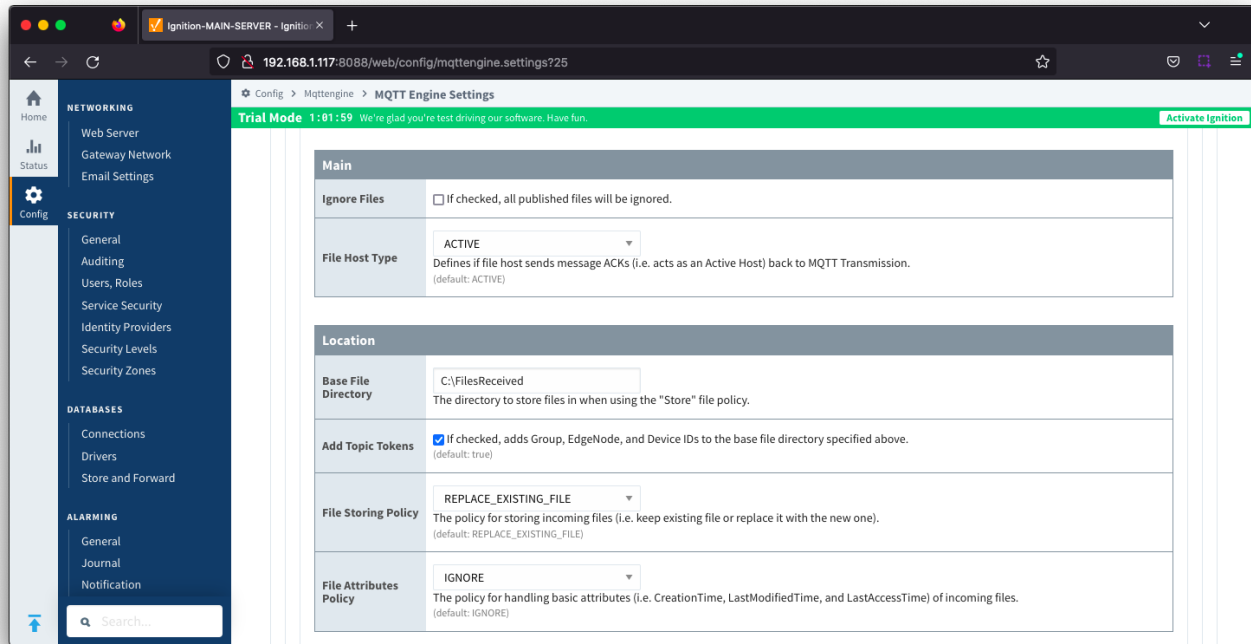 Ignition-MAIN-SERVER - Ignition
192.168.1.117:8088/web/config/mqttengine.settings?25
Home
Status
Config
NETWORKING
Web Server
Gateway Network
Email Settings
SECURITY
General
Auditing
Users, Roles
Service Security
Identity Providers
Security Levels
Security Zones
DATABASES
Connections
Drivers
Store and Forward
ALARMING
General
Journal
Notification
Search...
Config > Mqttengine > MQTT Engine Settings
Trial Mode 1:01:59 We're glad you're test driving our software. Have fun. Activate Ignition
Main
Ignore Files
If checked, all published files will be ignored.
File Host Type
ACTIVE
Defines if file host sends message ACKs (i.e. acts as an Active Host) back to MQTT Transmission.
(default: ACTIVE)
Location
Base File
Directory
C:\FilesReceived
The directory to store files in when using the "Store" file policy.
Add Topic Tokens
If checked, adds Group, EdgeNode, and Device IDs to the base file directory specified above.
(default: true)
File Storing Policy
REPLACE_EXISTING_FILE
The policy for storing incoming files (i.e. keep existing file or replace it with the new one).
(default: REPLACE_EXISTING_FILE)
File Attributes
Policy
IGNORE
The policy for handling basic attributes (i.e. CreationTime, LastModifiedTime, and LastAccessTime) of incoming files.
(default: IGNORE)